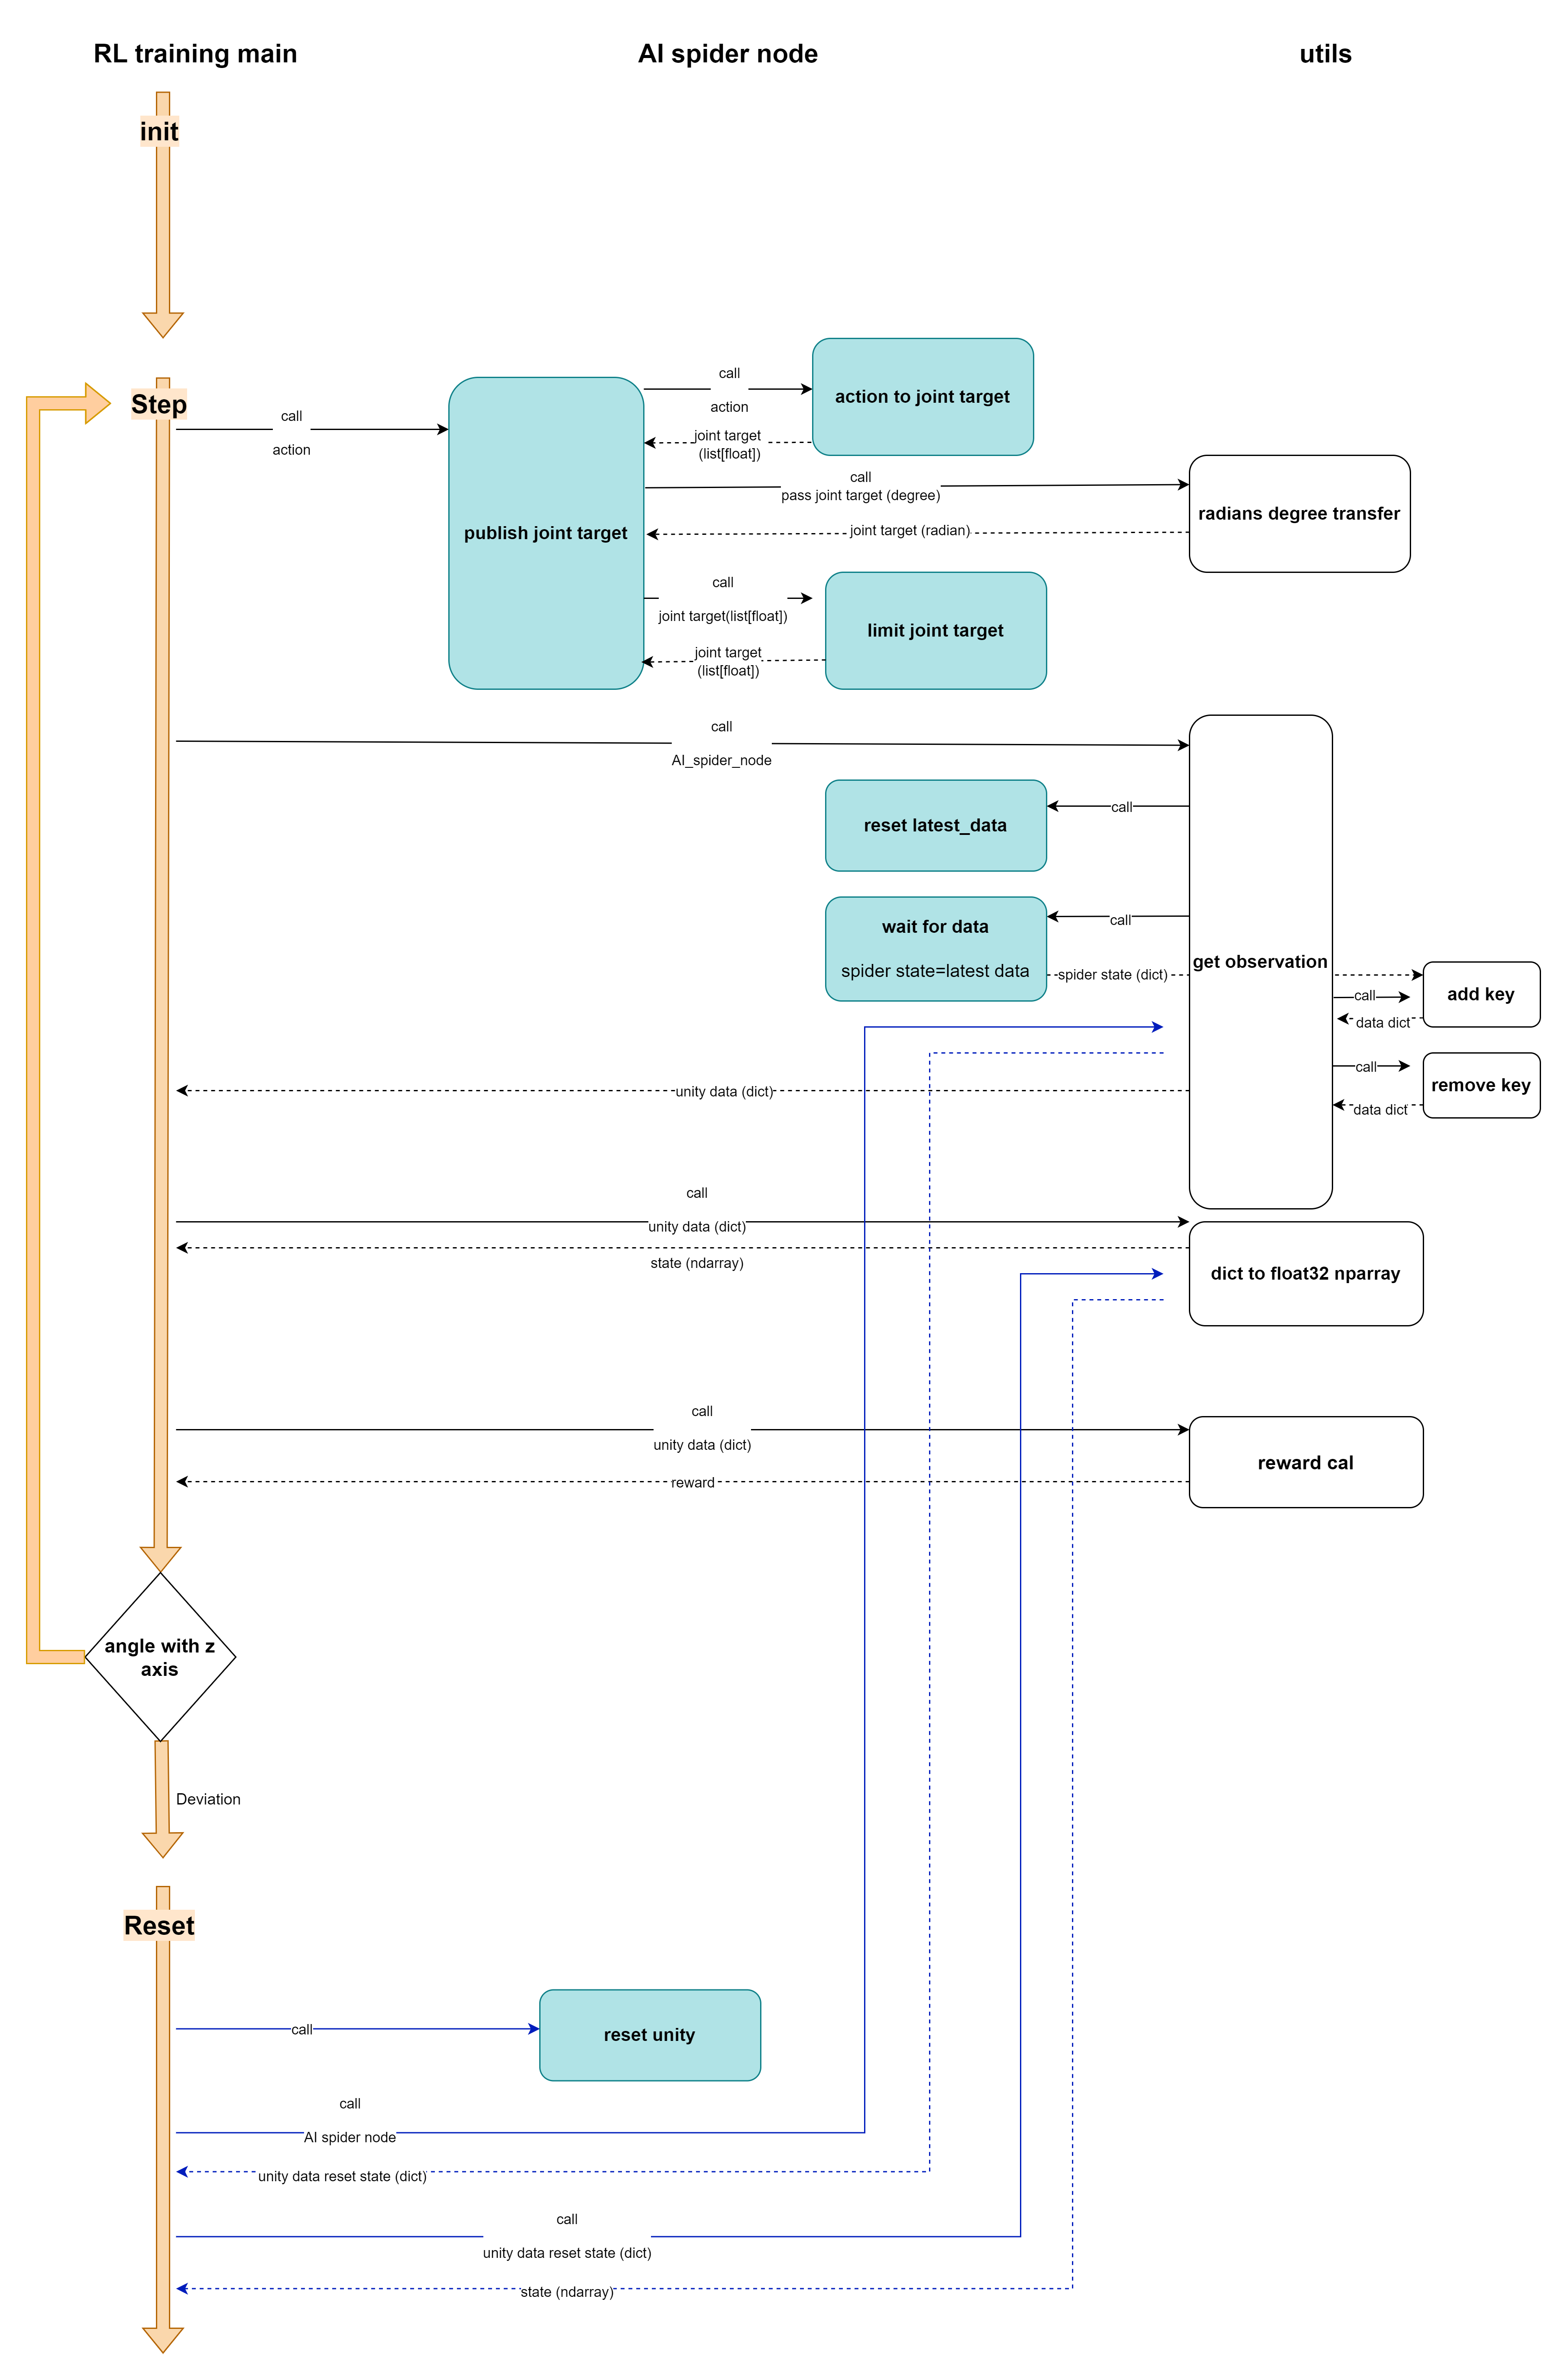 RL training main
AI spider node
utils
init
Step
call
action
call
action
action to joint target
joint target
(list[float])
publish joint target
call
pass joint target (degree)
radians degree transfer
joint target (radian)
call
joint target(list[float])
limit joint target
joint target
(list[float])
call
AI_spider_node
reset latest_data
call
wait for data
spider state=latest data
call
get observation
spider state (dict)
add key
call
data dict
call
remove key
data dict
unity data (dict)
call
unity data (dict)
state (ndarray)
dict to float32 nparray
call
unity data (dict)
reward cal
reward
angle with z
axis
Deviation
Reset
call
reset unity
call
AI spider node
unity data reset state (dict)
call
unity data reset state (dict)
state (ndarray)